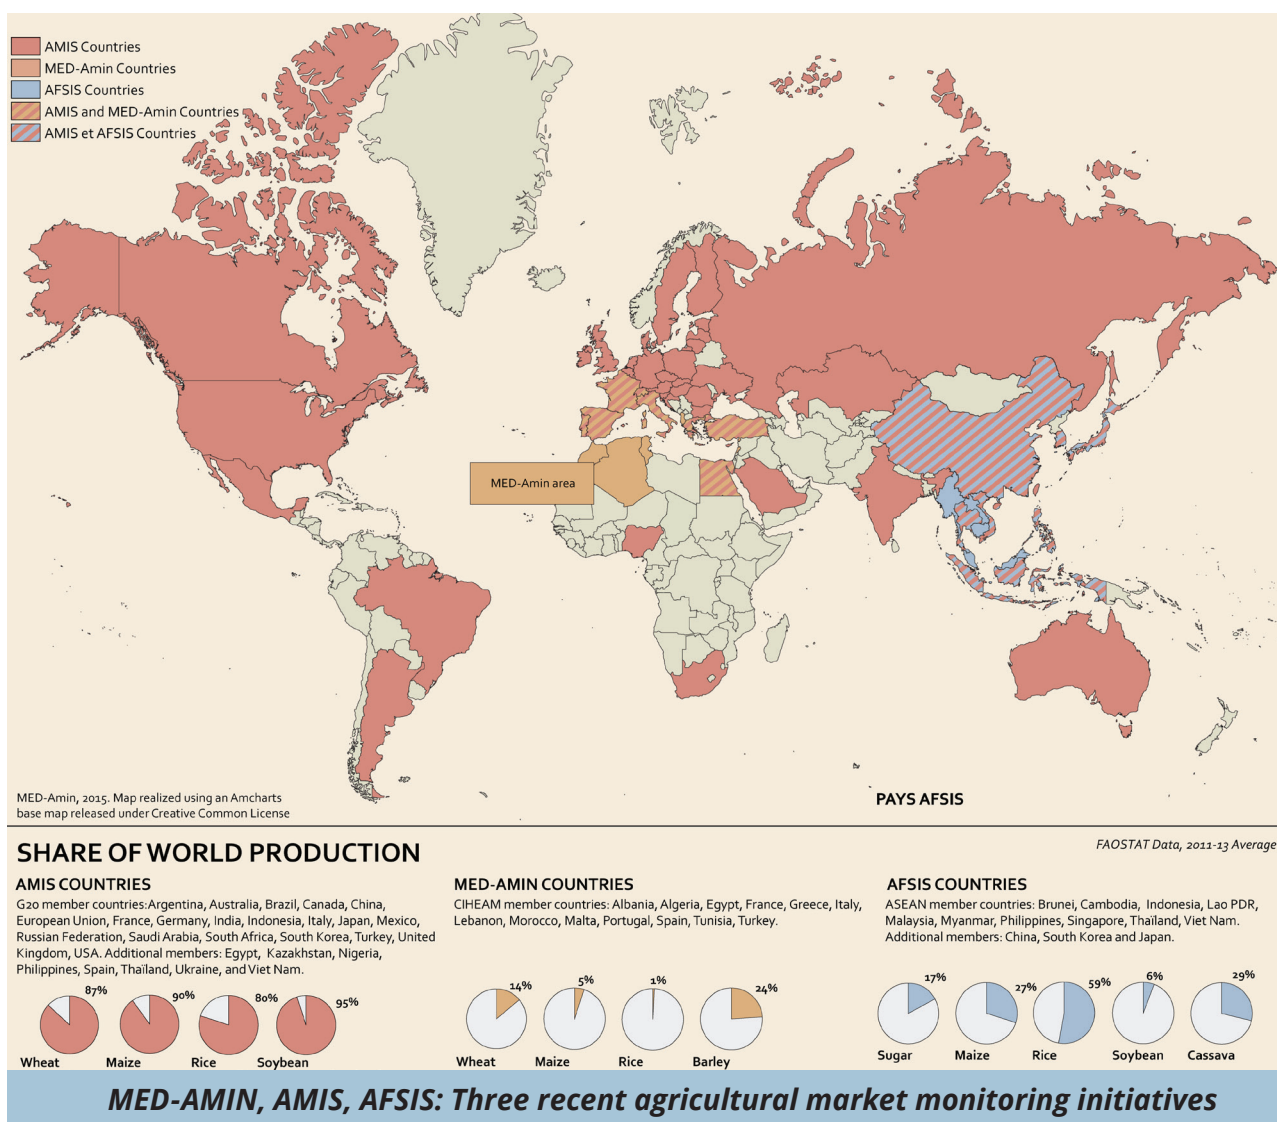 AMIS Countries
MED-Amin Countries
AFSIS Countries
AMIS and MED-Amin Countries
AMIS et AFSIS Countries
MED-Amin area
MED-Amin, 2015. Map realized using an Amcharts
base map released under Creative Common License
PAYS AFSIS
SHARE OF WORLD PRODUCTION
FAOSTAT Data, 2011-13 Average
AMIS COUNTRIES
G20 member countries:Argentina, Australia, Brazil, Canada, China,
European Union, France, Germany, India, Indonesia, Italy, Japan, Mexico,
Russian Federation, Saudi Arabia, South Africa, South Korea, Turkey, United
Kingdom, USA. Additional members: Egypt, Kazakhstan, Nigeria,
Philippines, Spain, Thaïland, Ukraine, and Viet Nam.
87%
90%
80%
95%
Wheat
Maize
Rice
Soybean
MED-AMIN COUNTRIES
CIHEAM member countries: Albania, Algeria, Egypt, France, Greece, Italy,
Lebanon, Morocco, Malta, Portugal, Spain, Tunisia, Turkey.
14%
5%
1%
24%
Wheat
Maize
Rice
Barley
AFSIS COUNTRIES
ASEAN member countries: Brunei, Cambodia, Indonesia, Lao PDR,
Malaysia, Myanmar, Philippines, Singapore, Thaïland, Viet Nam.
Additional members: China, South Korea and Japan.
17%
27%
59%
6%
29%
Sugar
Maize
Rice
Soybean
Cassava
MED-AMIN, AMIS, AFSIS: Three recent agricultural market monitoring initiatives